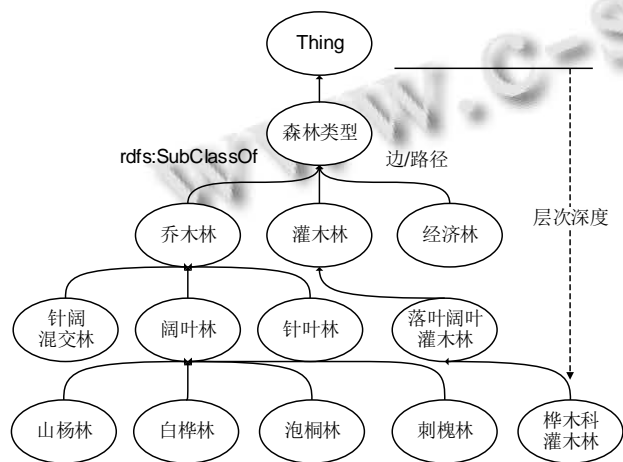 Thing
www.c-s
森林类型
rdfs:SubClassOf
边/路径
乔木林
灌木林
经济林
层次深度
针阔
混交林
阔叶林
针叶林
落叶阔叶
灌木林
山杨林
白桦林
泡桐林
刺槐林
桦木科
灌木林